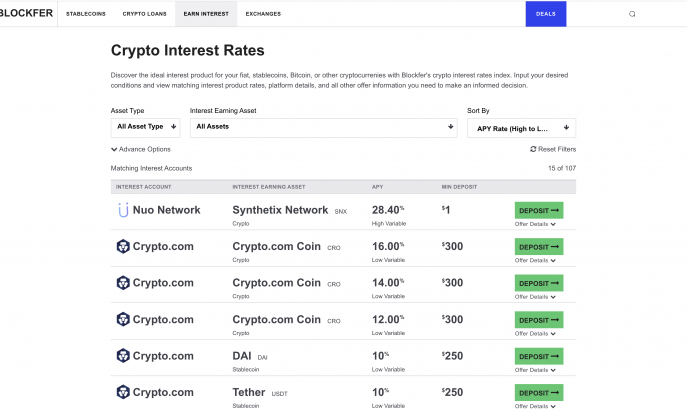 BLOCKFER STABLECOINS CRYPTO LOANS EARN INTEREST EXCHANGES DEALS
Crypto Interest Rates
Discover the ideal interest product for your fiat, stablecoins, Bitcoin, or other cryptocurrenies with Blockfer's crypto interest rates index. Input your desired
conditions and view matching interest product rates, platform details, and all other offer information you need to make an informed decision.
Asset Type Interest Earning Asset Sort By
All Asset Type All Assets APY Rate (High to L...
Advance Options Reset Filters
Matching Interest Accounts 15 of 107
INTEREST ACCOUNT INTEREST EARNING ASSET APY MIN DEPOSIT
Nuo Network Synthetix Network SNX 28.40% $1 DEPOSIT
Crypto High Variable Offer Details
Crypto.com Crypto.com Coin CRO 16.00% $300 DEPOSIT
Crypto Low Variable Offer Details
Crypto.com Crypto.com Coin CRO 14.00% $300 DEPOSIT
Crypto Low Variable Offer Details
Crypto.com Crypto.com Coin CRO 12.00% $300 DEPOSIT
Crypto Low Variable Offer Details
Crypto.com DAI DAI 10% $250 DEPOSIT
Stablecoin Low Variable Offer Details
Crypto.com Tether USDT 10% $250 DEPOSIT
Stablecoin Low Variable Offer Details